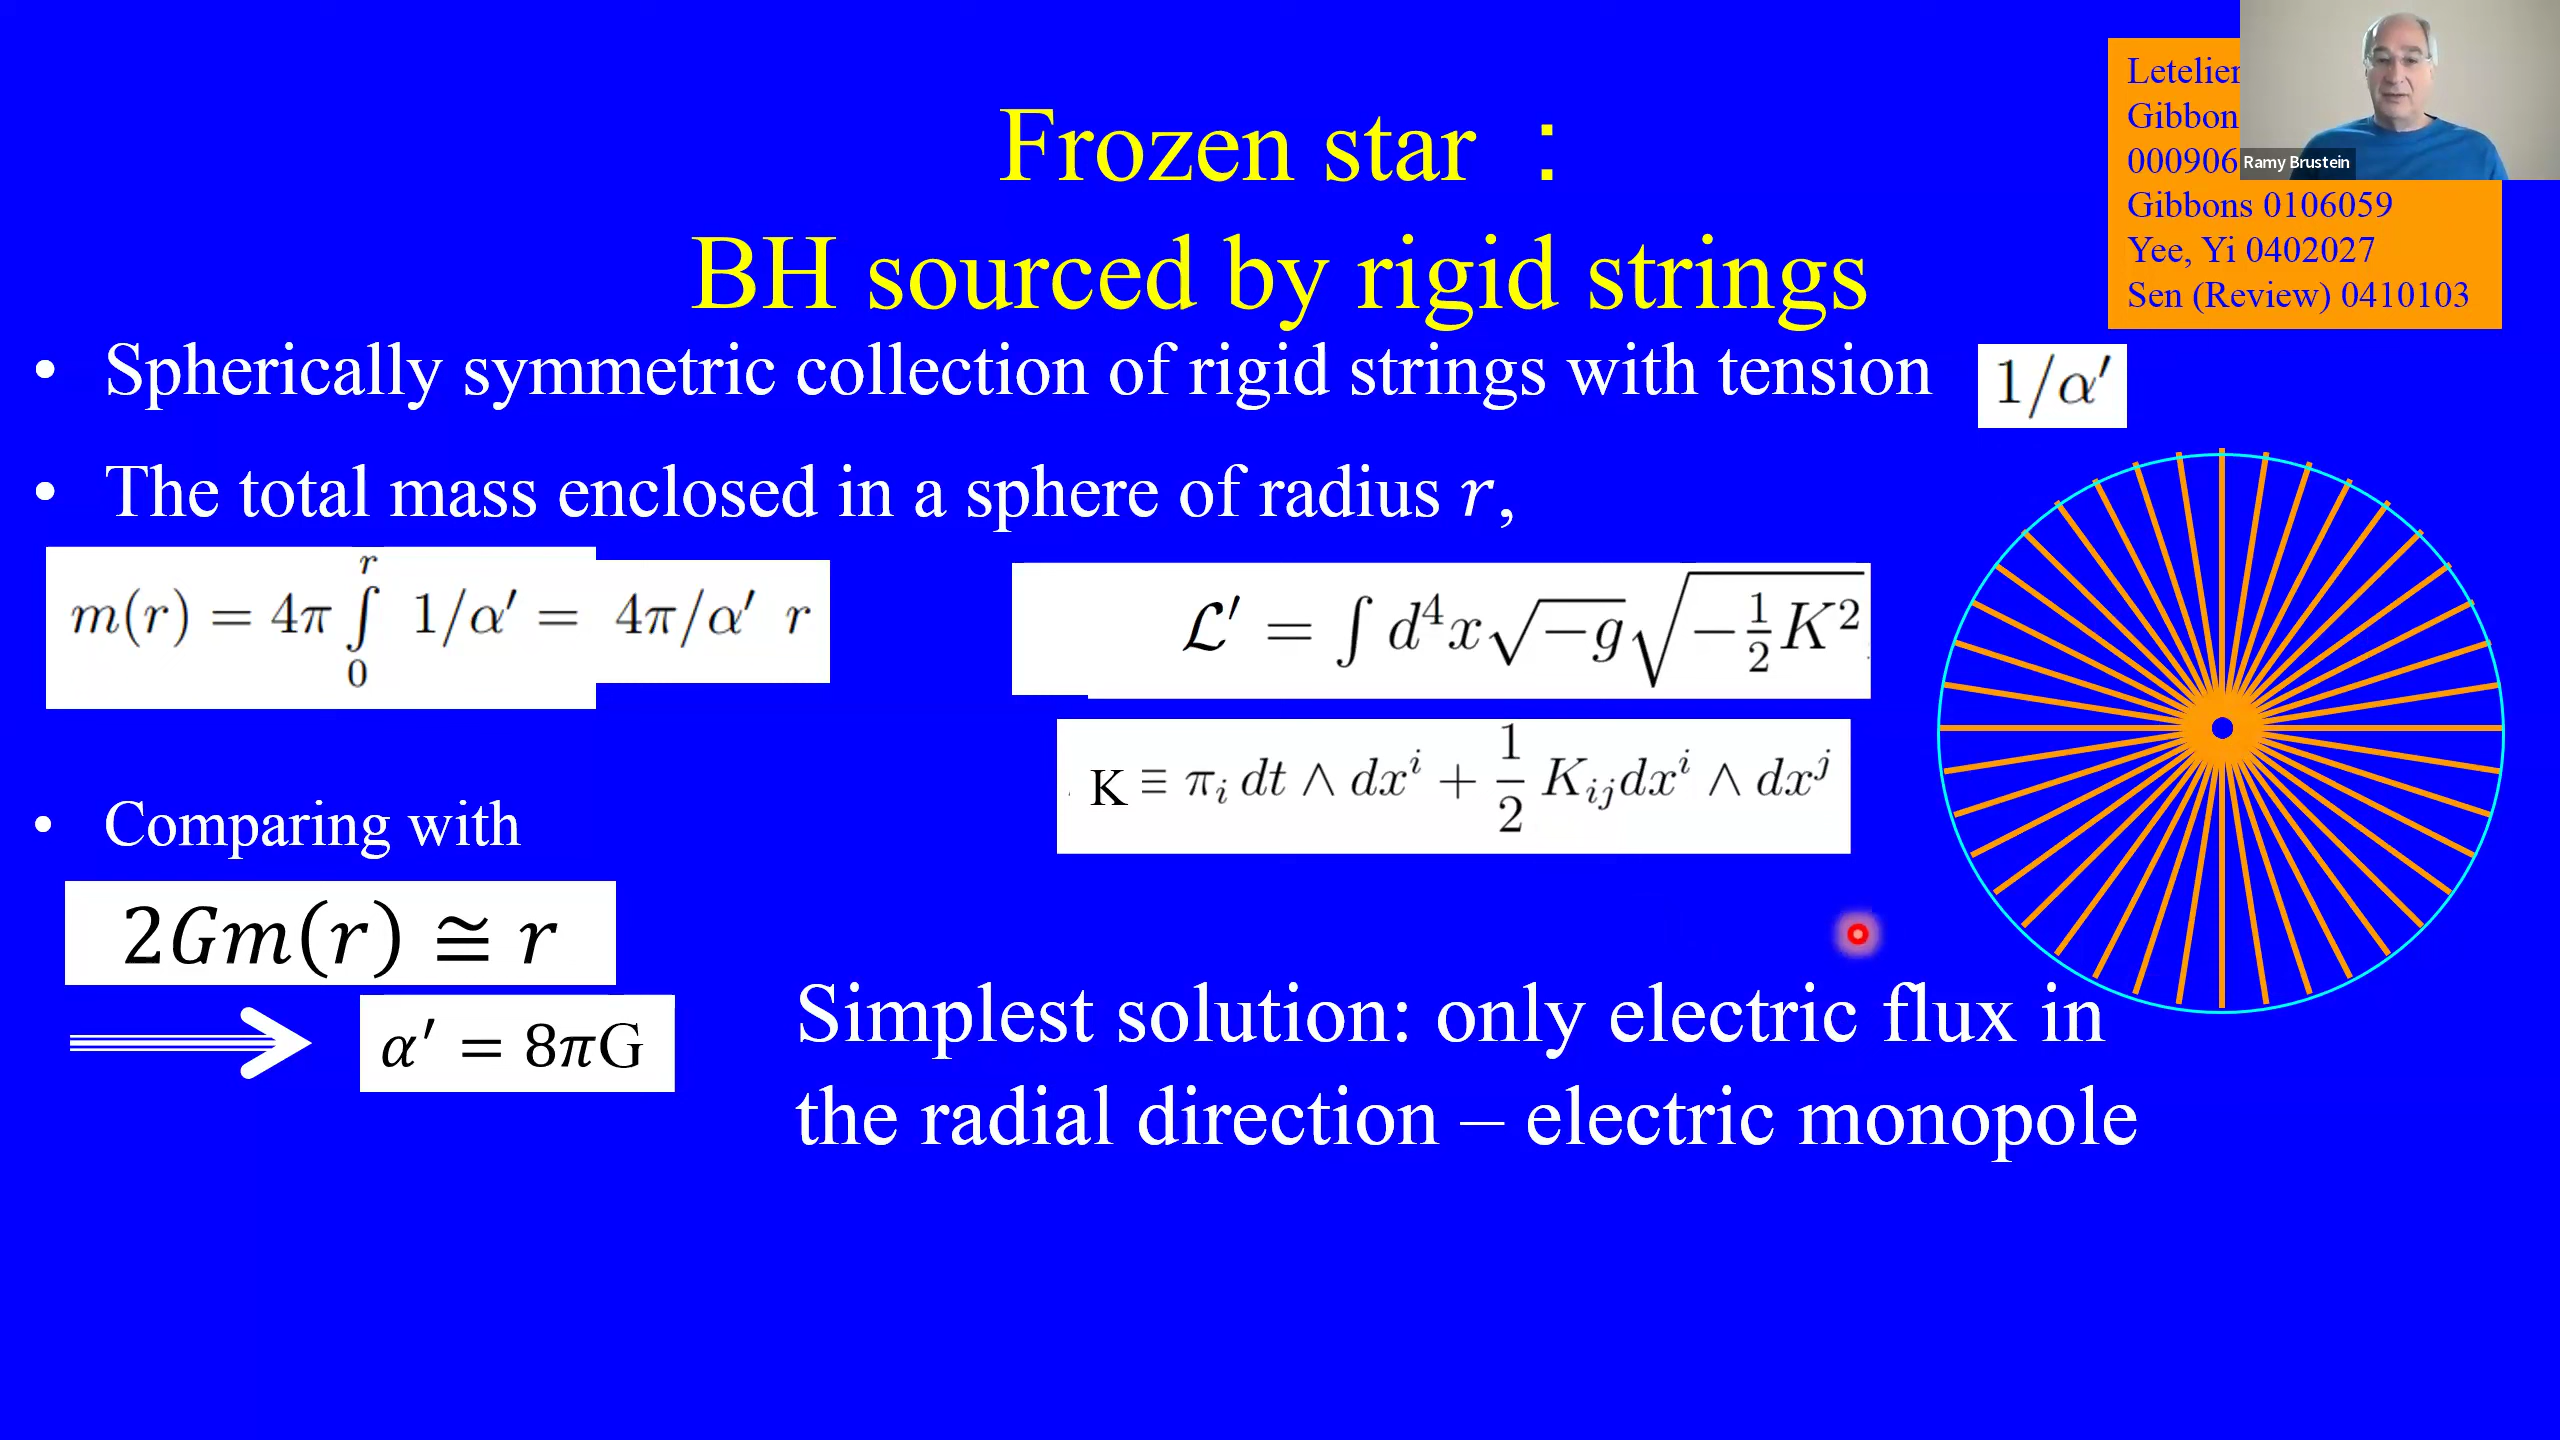 Frozen star :
BH sourced by rigid strings
Letelier
Gibbon
000906
Gibbons 0106059
Yee, Yi 0402027
Sen (Review) 0410103
Ramy Brustein
• Spherically symmetric collection of rigid strings with tension 1/α′
• The total mass enclosed in a sphere of radius r,
m(r) = 4π ∫₀ʳ 1/α′ = 4π/α′ r
ℒ′ = ∫ d⁴x√−g√−½K²
K ≡ πᵢ dt ∧ dxⁱ + ½ Kᵢⱼdxⁱ ∧ dxʲ
• Comparing with
2Gm(r) ≅ r
α′ = 8πG
Simplest solution: only electric flux in
the radial direction – electric monopole